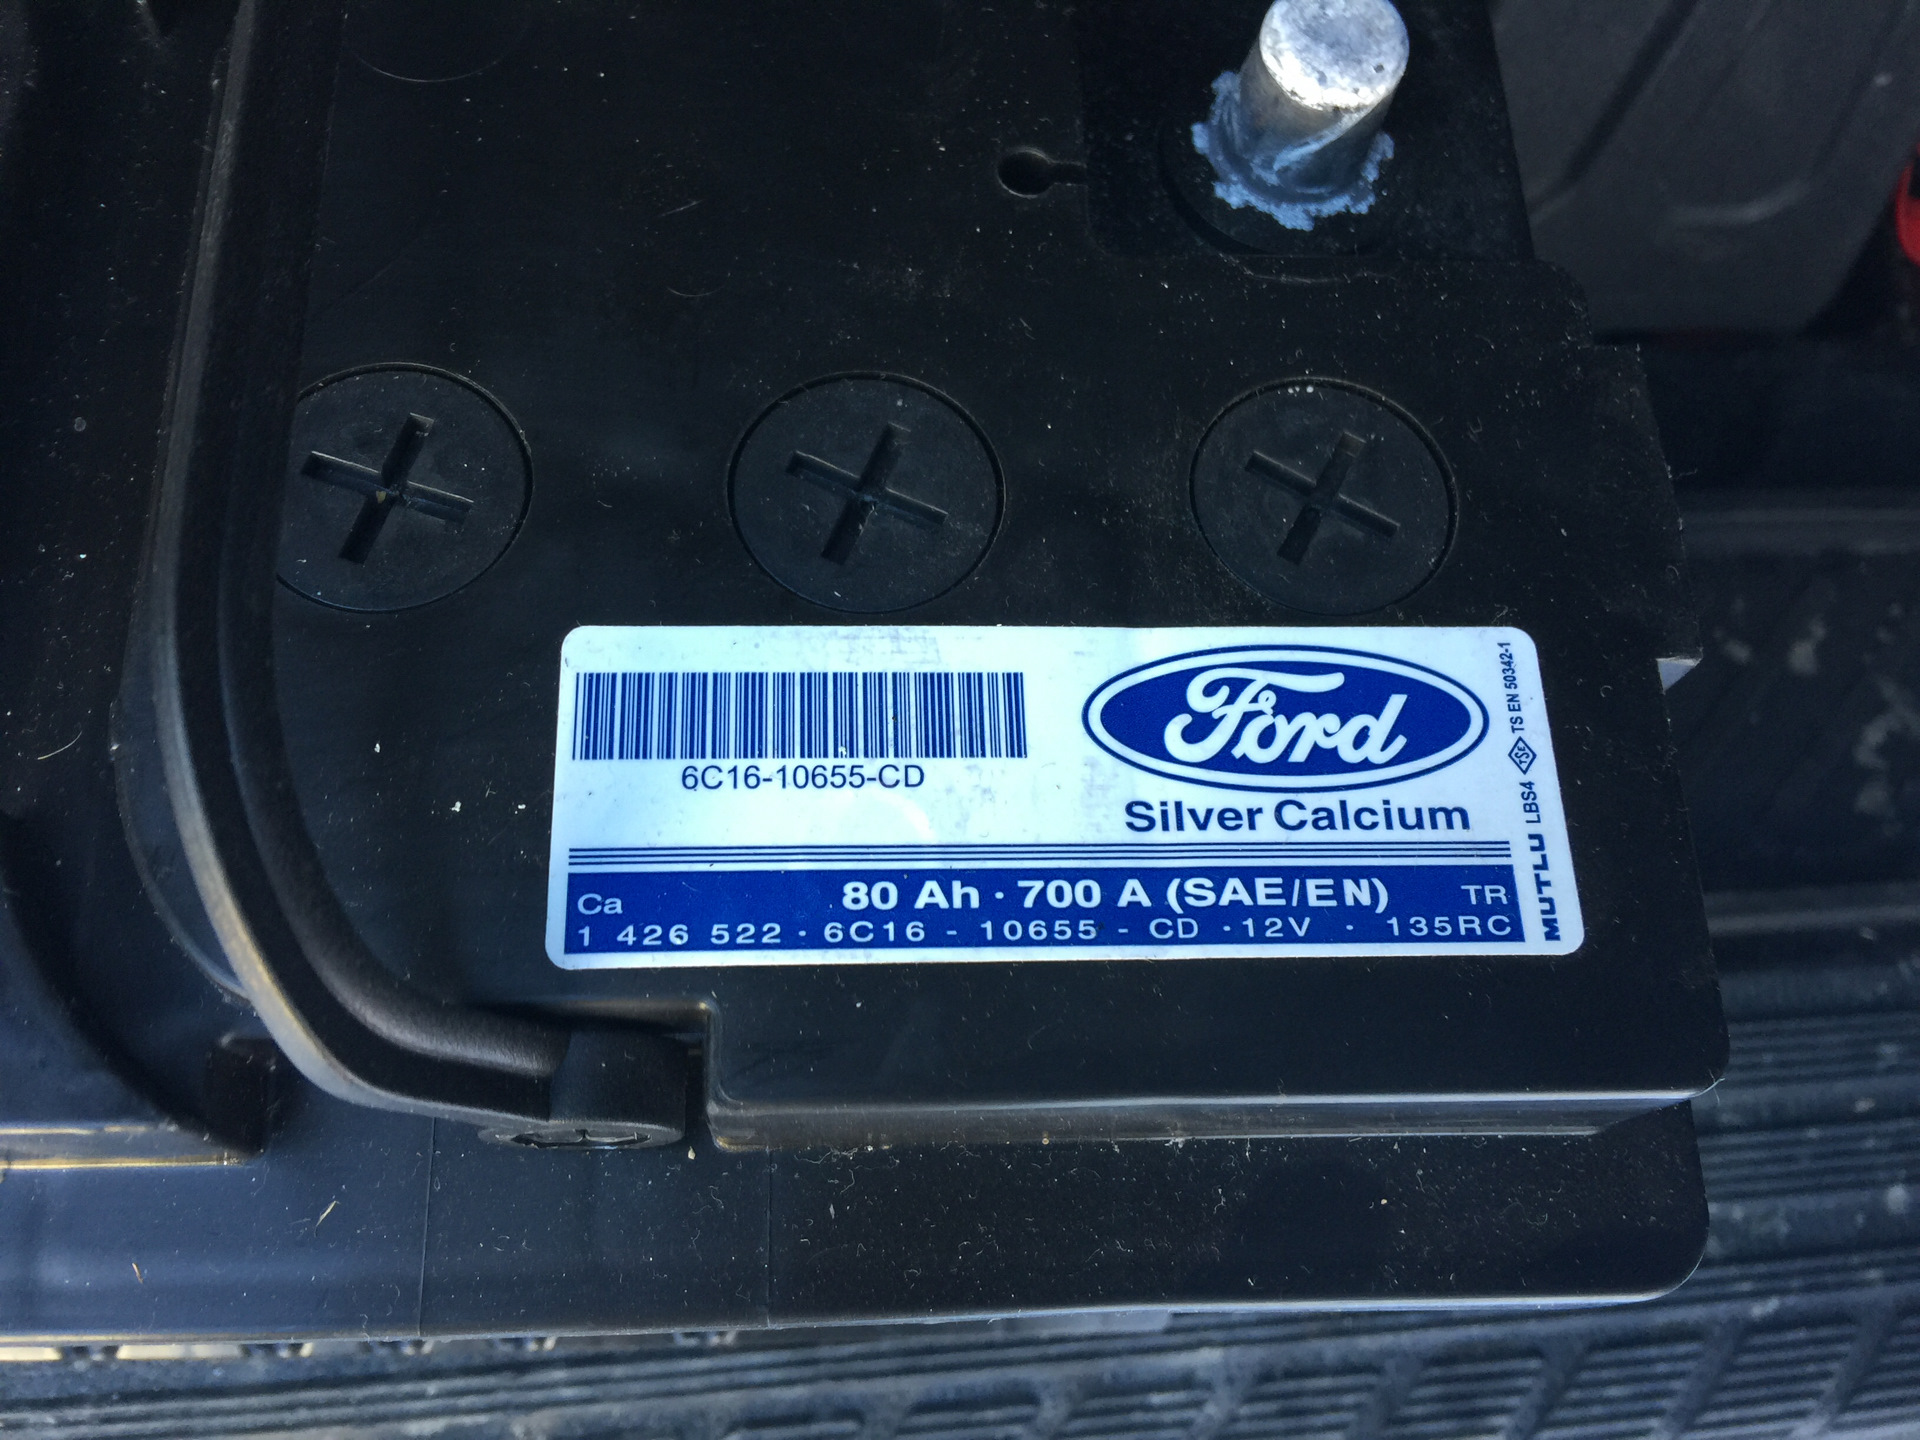 Ford
6C16-10655-CD
Silver Calcium
Ca 80 Ah · 700 A (SAE/EN) TR
1 426 522 · 6C16 - 10655 - CD · 12V · 135RC
MUTLU LBS4 TSE TS EN 50342-1